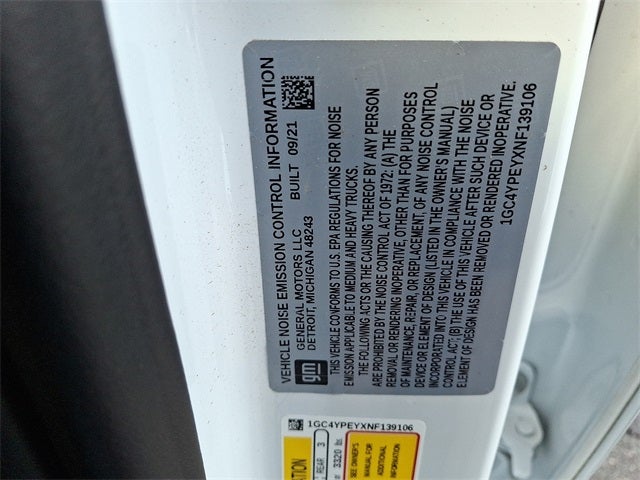 VEHICLE NOISE EMISSION CONTROL INFORMATION
gm
GENERAL MOTORS LLC
DETROIT, MICHIGAN 48243
BUILT 09/21
THIS VEHICLE CONFORMS TO U.S. EPA REGULATIONS FOR NOISE
EMISSION APPLICABLE TO MEDIUM AND HEAVY TRUCKS.
THE FOLLOWING ACTS OR THE CAUSING THEREOF BY ANY PERSON
ARE PROHIBITED BY THE NOISE CONTROL ACT OF 1972: (A) THE
REMOVAL OR RENDERING INOPERATIVE, OTHER THAN FOR PURPOSES
OF MAINTENANCE, REPAIR, OR REPLACEMENT, OF ANY NOISE CONTROL
DEVICE OR ELEMENT OF DESIGN (LISTED IN THE OWNER'S MANUAL)
INCORPORATED INTO THIS VEHICLE IN COMPLIANCE WITH THE NOISE
CONTROL ACT; (B) THE USE OF THIS VEHICLE AFTER SUCH DEVICE OR
ELEMENT OF DESIGN HAS BEEN REMOVED OR RENDERED INOPERATIVE.
1GC4YPEYXNF139106
1GC4YPEYXNF139106
REAR 3
3320 lbs
SEE OWNER'S
MANUAL FOR
ADDITIONAL
INFORMATION